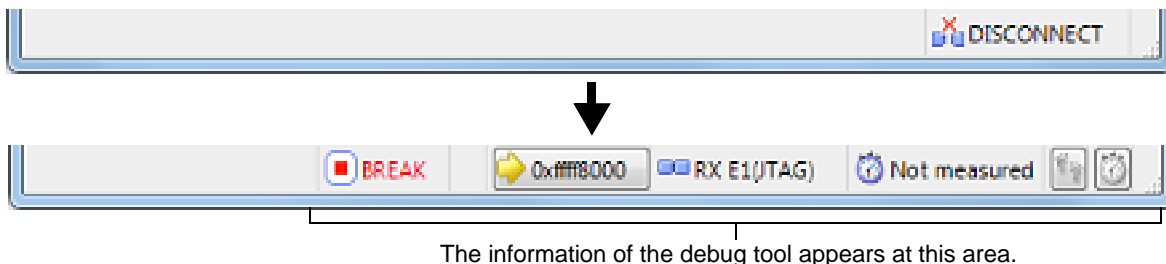 DISCONNECT
BREAK 0xffff8000 RX E1(JTAG) Not measured
The information of the debug tool appears at this area.